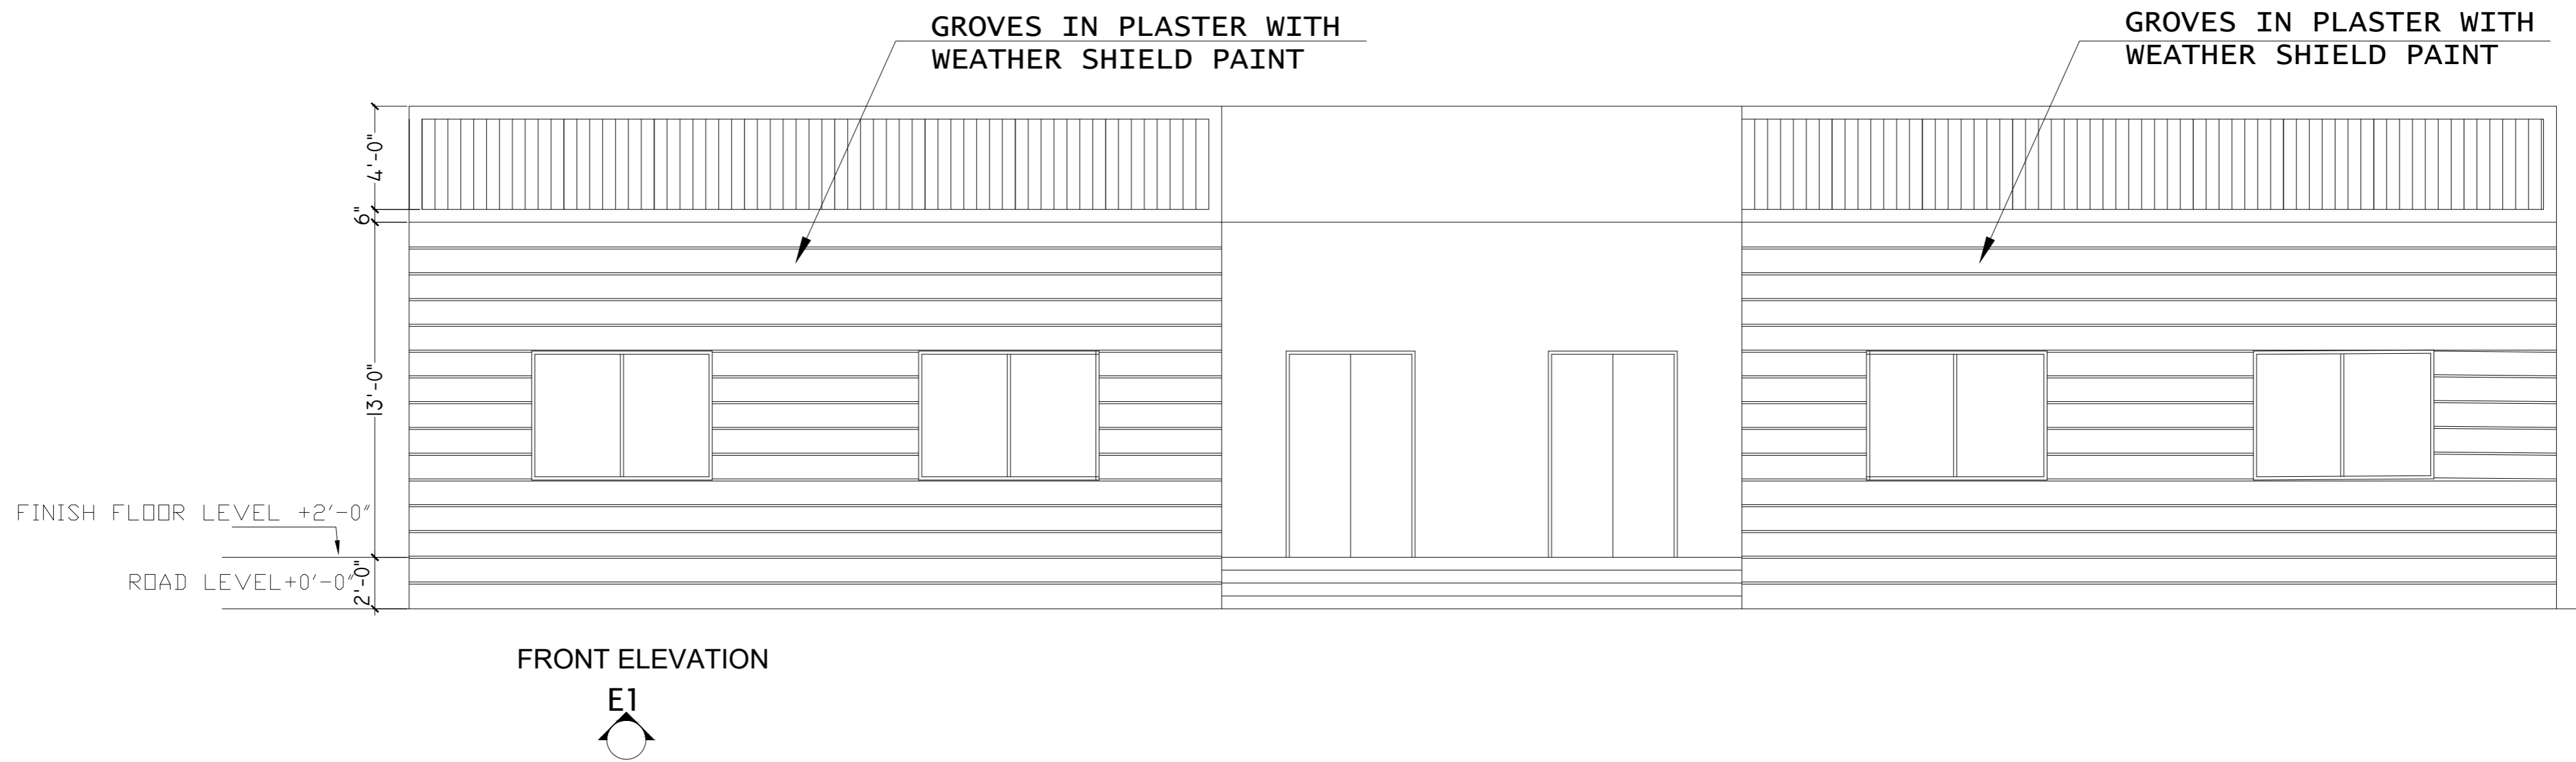 GROVES IN PLASTER WITH
WEATHER SHIELD PAINT
GROVES IN PLASTER WITH
WEATHER SHIELD PAINT
4'-0"
6"
13'-0"
FINISH FLOOR LEVEL +2'-0"
ROAD LEVEL+0'-0"
2'-0"
FRONT ELEVATION
E1